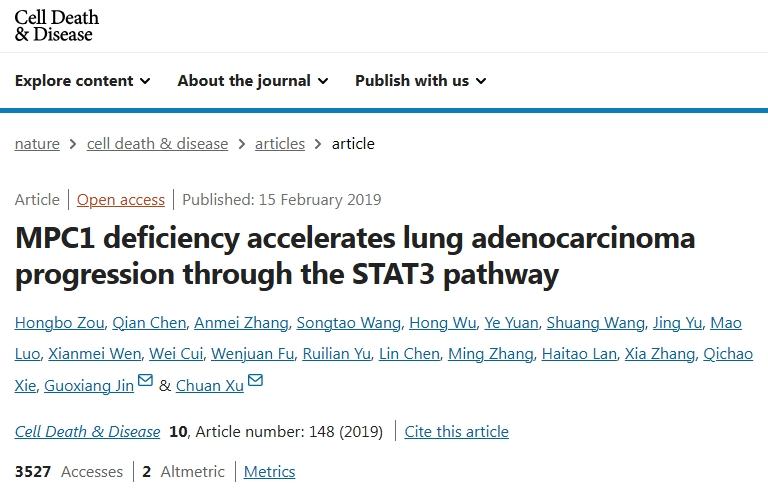 Cell Death
& Disease
Explore content About the journal Publish with us
nature > cell death & disease > articles > article
Article | Open access | Published: 15 February 2019
MPC1 deficiency accelerates lung adenocarcinoma
progression through the STAT3 pathway
Hongbo Zou, Qian Chen, Anmei Zhang, Songtao Wang, Hong Wu, Ye Yuan, Shuang Wang, Jing Yu, Mao
Luo, Xianmei Wen, Wei Cui, Wenjuan Fu, Ruilian Yu, Lin Chen, Ming Zhang, Haitao Lan, Xia Zhang, Qichao
Xie, Guoxiang Jin & Chuan Xu
Cell Death & Disease 10, Article number: 148 (2019) | Cite this article
3527 Accesses | 2 Altmetric | Metrics